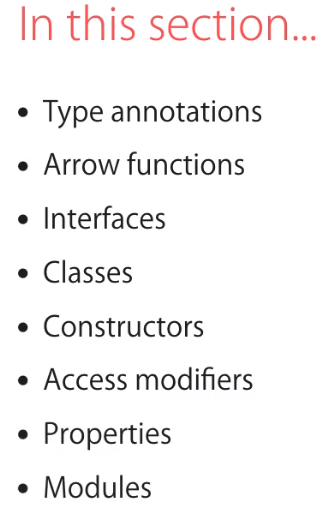 In this section...
• Type annotations
• Arrow functions
• Interfaces
• Classes
• Constructors
• Access modifiers
• Properties
• Modules